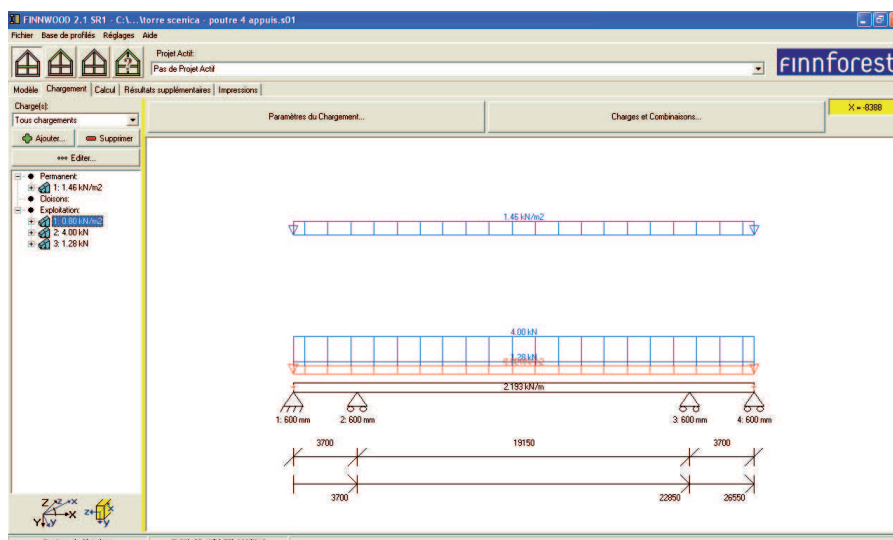 FINNWOOD 2.1 SR1 - C:\...\torre scenica - poutre 4 appuis.s01
Fichier Base de profilés Réglages Aide
Projet Actif:
Pas de Projet Actif
FINNforest
Modèle Chargement Calcul Résultats supplémentaires Impressions
Charge(s):
Tous chargements
Ajouter... Supprimer
Editer...
Paramètres du Chargement... Charges et Combinaisons... X = -8388
Permanent:
1: 1.46 kN/m2
Cloisons:
Exploitation:
1: 0.80 kN/m2
2: 4.00 kN
3: 1.28 kN
1.46 kN/m2
4.00 kN
1.28 kN
2.193 kN/m
1: 600 mm 2: 600 mm 3: 600 mm 4: 600 mm
3700 19150 3700
3700 22850 26550
Z Z X X Y Y
z x y